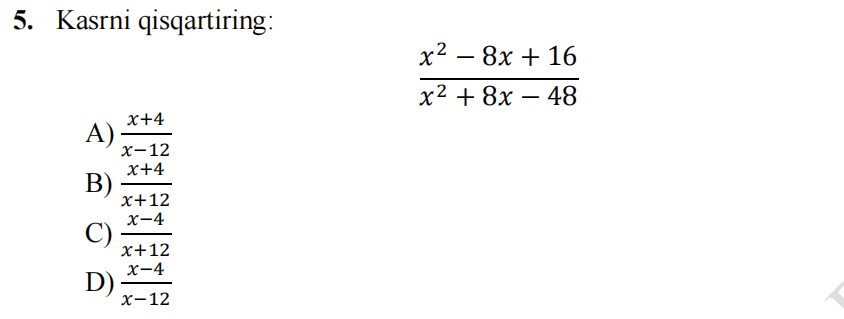 5. Kasrni qisqartiring:
x² − 8x + 16
x² + 8x − 48
A) x+4
x−12
B) x+4
x+12
C) x−4
x+12
D) x−4
x−12